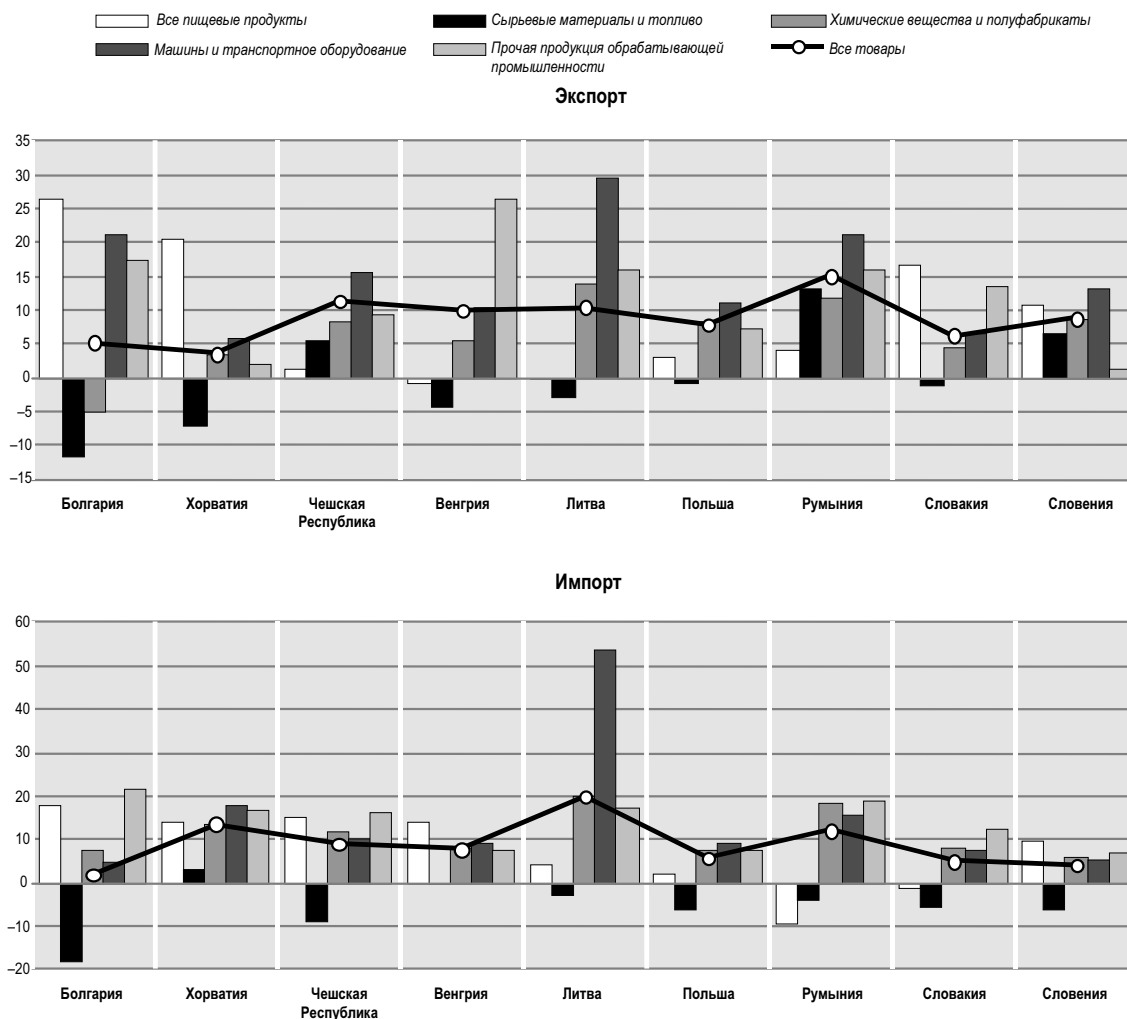 Все пищевые продукты
Сырьевые материалы и топливо
Химические вещества и полуфабрикаты
Машины и транспортное оборудование
Прочая продукция обрабатывающей
промышленности
Все товары
Экспорт
35
30
25
20
15
10
5
0
–5
–10
–15
Болгария Хорватия Чешская Венгрия Литва Польша Румыния Словакия Словения
Республика
Импорт
60
50
40
30
20
10
0
–10
–20
Болгария Хорватия Чешская Венгрия Литва Польша Румыния Словакия Словения
Республика